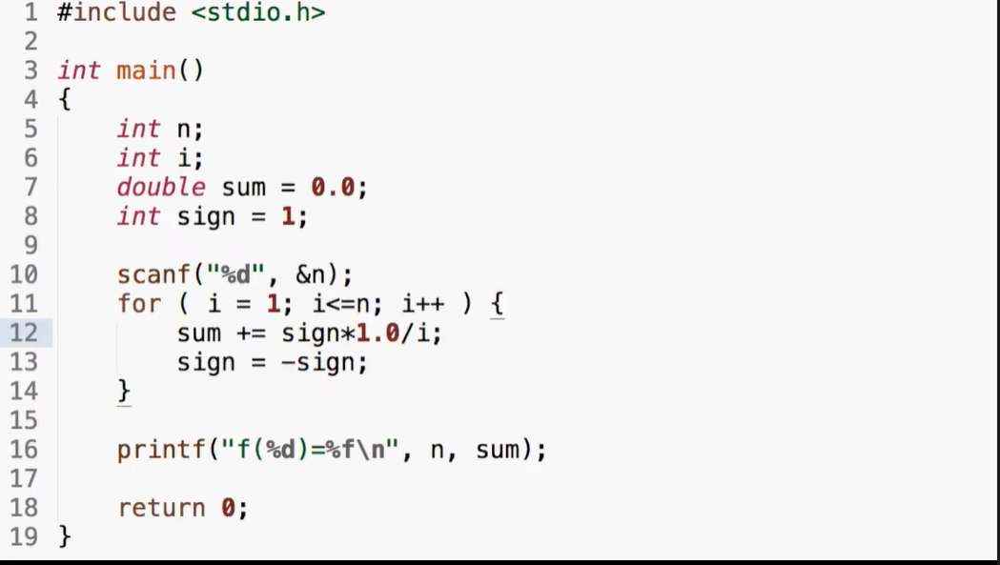 1 #include <stdio.h>
2
3 int main()
4 {
5     int n;
6     int i;
7     double sum = 0.0;
8     int sign = 1;
9
10     scanf("%d", &n);
11     for ( i = 1; i<=n; i++ ) {
12         sum += sign*1.0/i;
13         sign = -sign;
14     }
15
16     printf("f(%d)=%f\n", n, sum);
17
18     return 0;
19 }